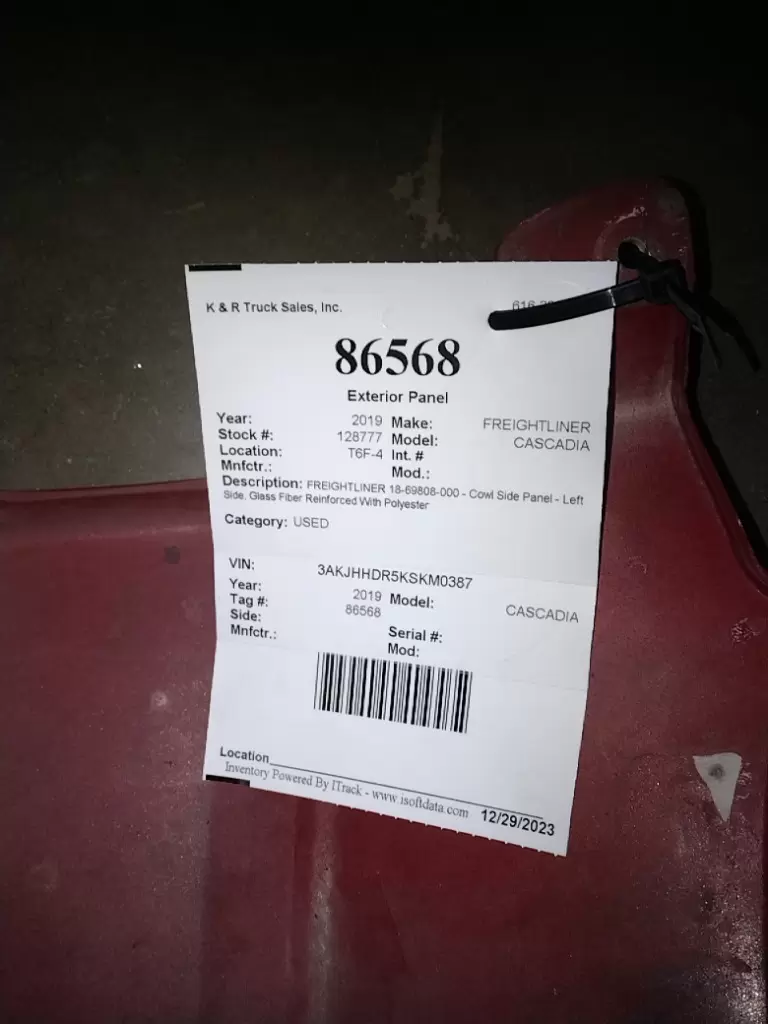 K & R Truck Sales, Inc.
86568
Exterior Panel
Year: 2019 Make: FREIGHTLINER
Stock #: 128777 Model: CASCADIA
Location: T6F-4 Int. #
Mnfctr.: Mod.:
Description: FREIGHTLINER 18-69808-000 - Cowl Side Panel - Left
Side, Glass Fiber Reinforced With Polyester
Category: USED
VIN: 3AKJHHDR5KSKM0387
Year: 2019 Model: CASCADIA
Tag #: 86568
Side: Serial #:
Mnfctr.: Mod:
Location
Inventory Powered By ITrack - www.isoftdata.com 12/29/2023